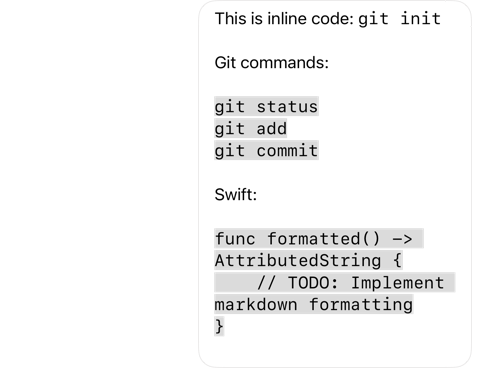 This is inline code: git init
Git commands:
git status
git add
git commit
Swift:
func formatted() ->
AttributedString {
    // TODO: Implement
markdown formatting
}